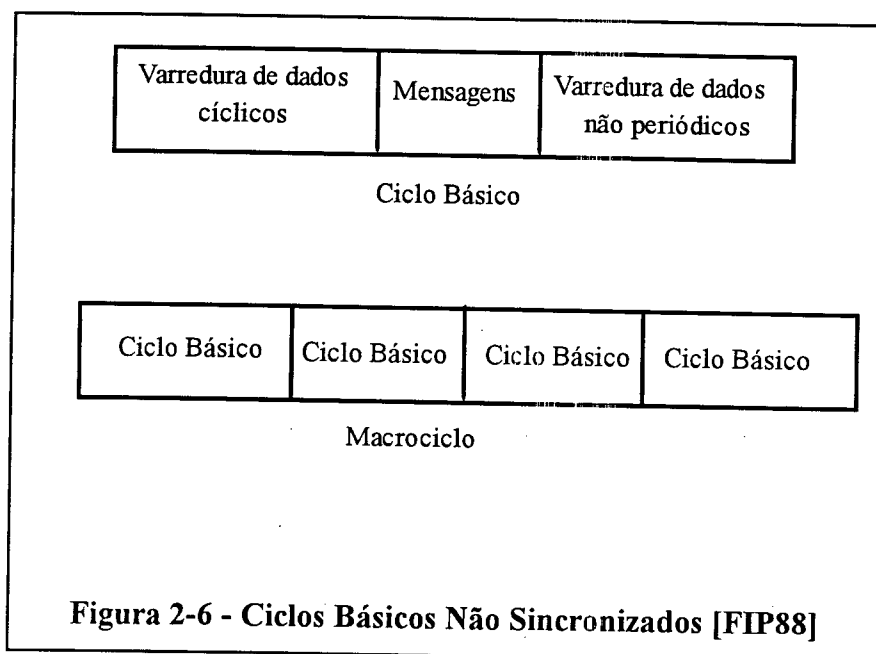 Varredura de dados
cíclicos
Mensagens
Varredura de dados
não periódicos
Ciclo Básico
Ciclo Básico
Ciclo Básico
Ciclo Básico
Ciclo Básico
Macrociclo
Figura 2-6 - Ciclos Básicos Não Sincronizados [FIP88]